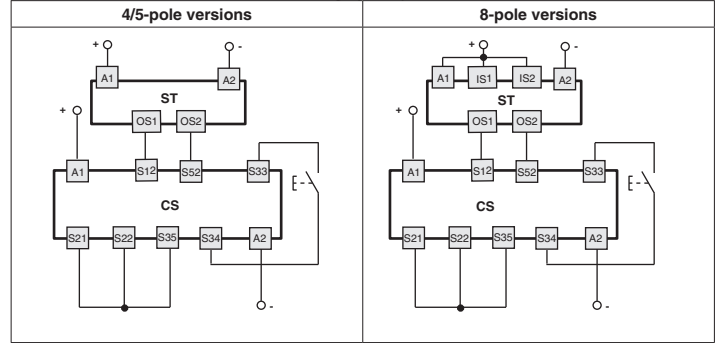 4/5-pole versions 8-pole versions
+ - + -
A1 A2 A1 IS1 IS2 A2
ST ST
+ OS1 OS2 + OS1 OS2
A1 S12 S52 S33 A1 S12 S52 S33
CS CS
S21 S22 S35 S34 A2 S21 S22 S35 S34 A2
- -